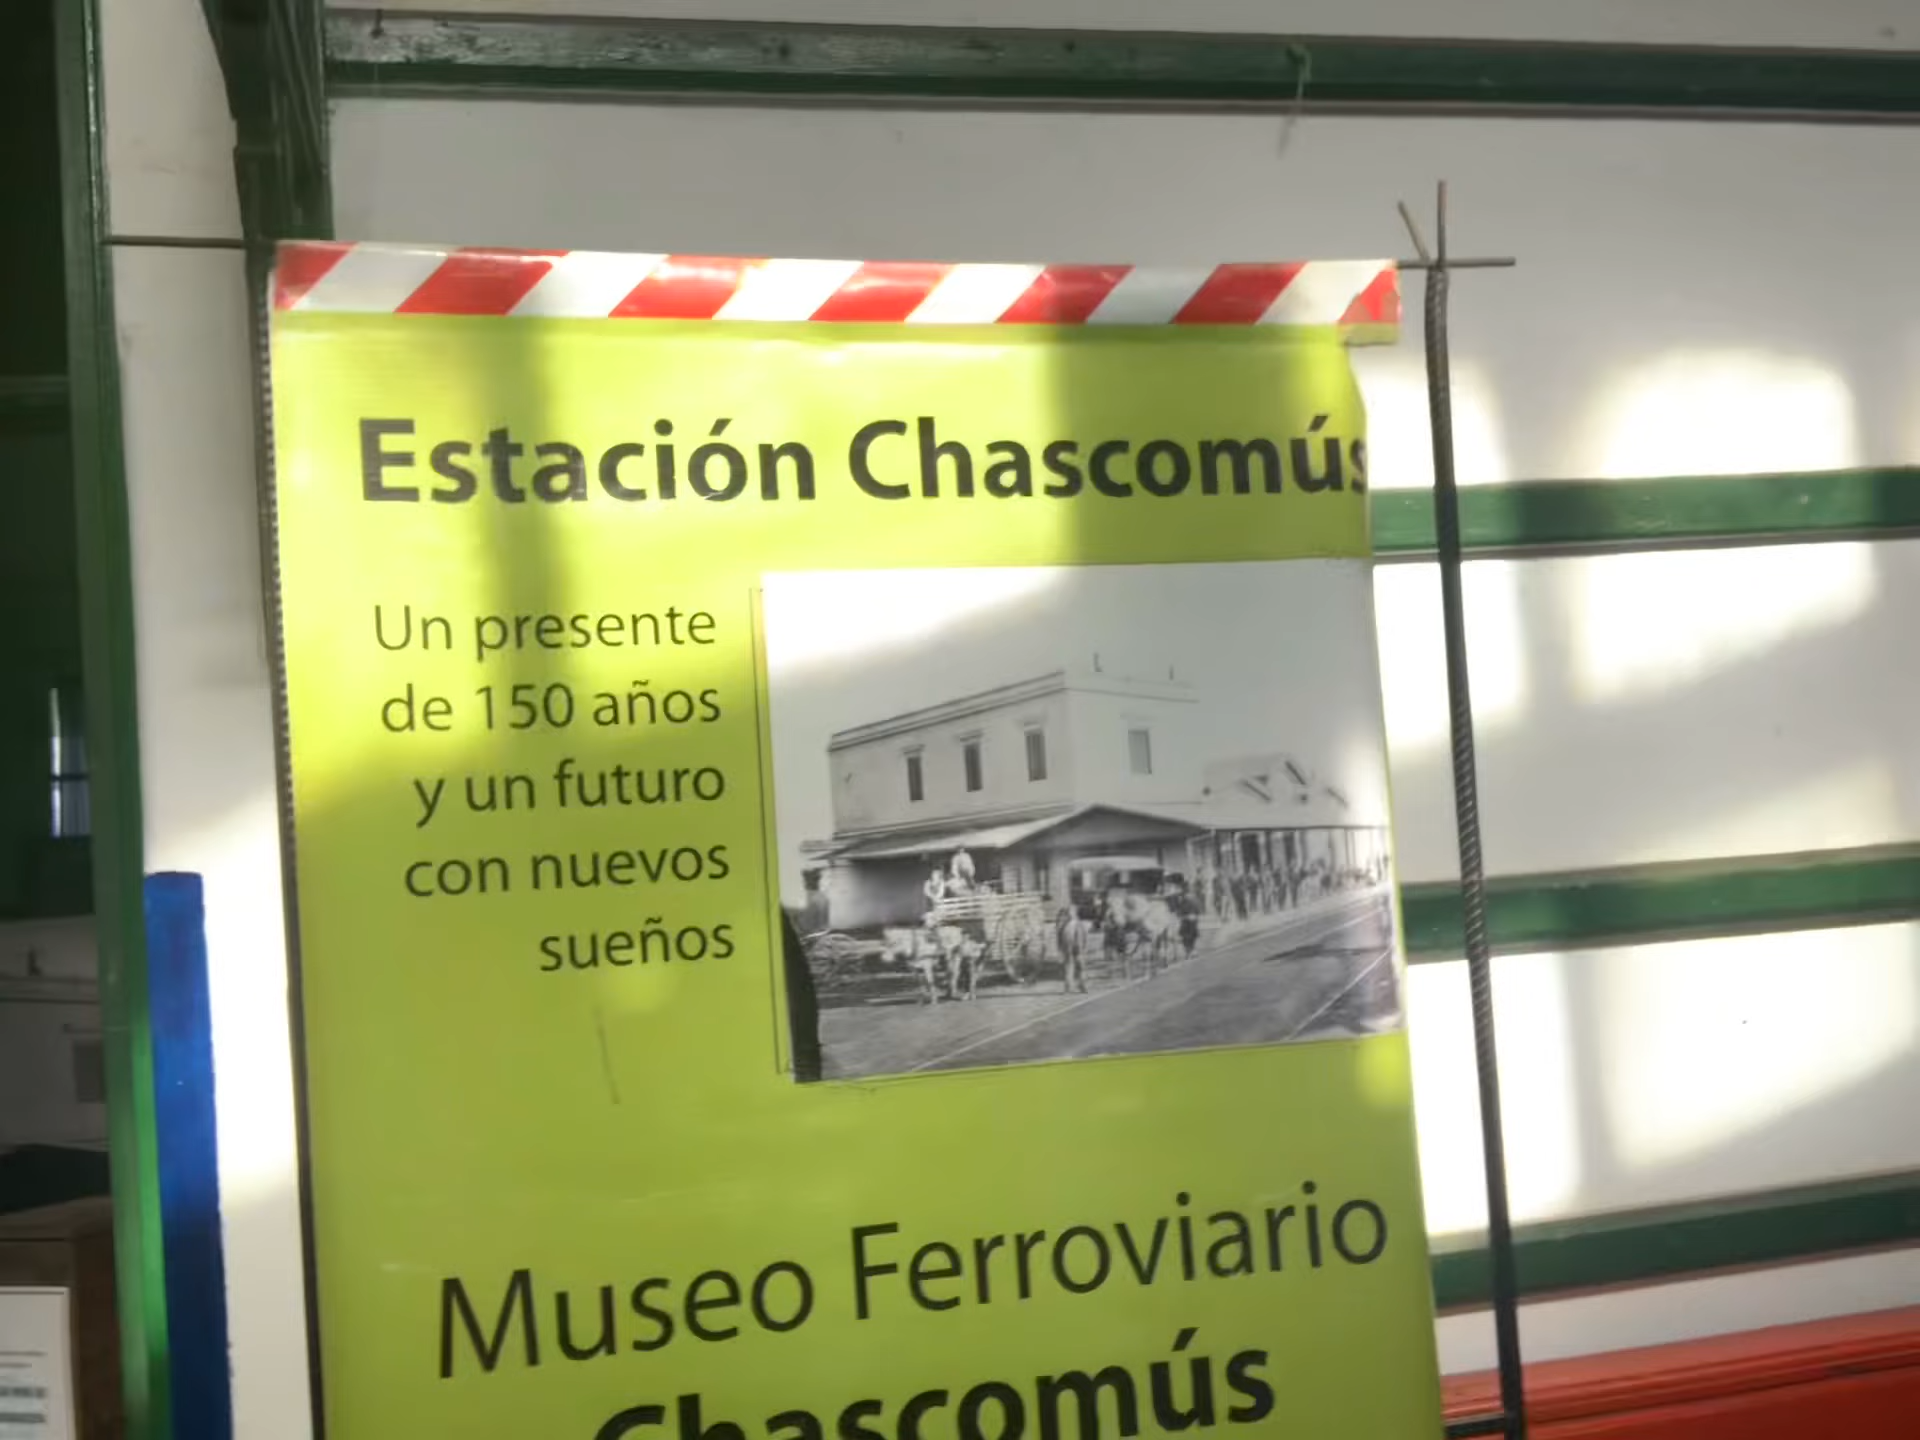 Estación Chascomús
Un presente
de 150 años
y un futuro
con nuevos
sueños
Museo Ferroviario
Chascomús